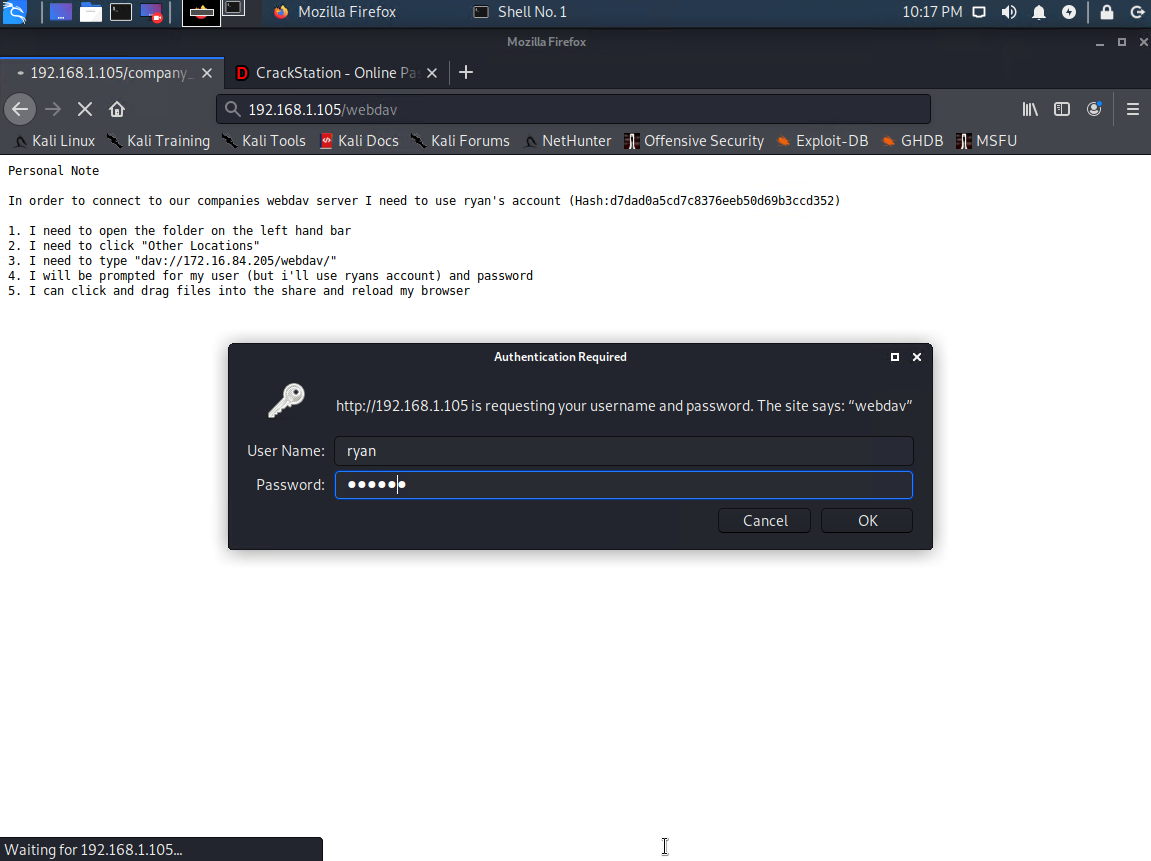 Mozilla Firefox
Shell No. 1
10:17 PM
Mozilla Firefox
192.168.1.105/company_
CrackStation - Online Pas
192.168.1.105/webdav
Kali Linux
Kali Training
Kali Tools
Kali Docs
Kali Forums
NetHunter
Offensive Security
Exploit-DB
GHDB
MSFU
Personal Note
In order to connect to our companies webdav server I need to use ryan's account (Hash:d7dad0a5cd7c8376eeb50d69b3ccd352)
1. I need to open the folder on the left hand bar
2. I need to click "Other Locations"
3. I need to type "dav://172.16.84.205/webdav/"
4. I will be prompted for my user (but i'll use ryans account) and password
5. I can click and drag files into the share and reload my browser
Authentication Required
http://192.168.1.105 is requesting your username and password. The site says: “webdav”
User Name:
ryan
Password:
●●●●●●
Cancel
OK
Waiting for 192.168.1.105...